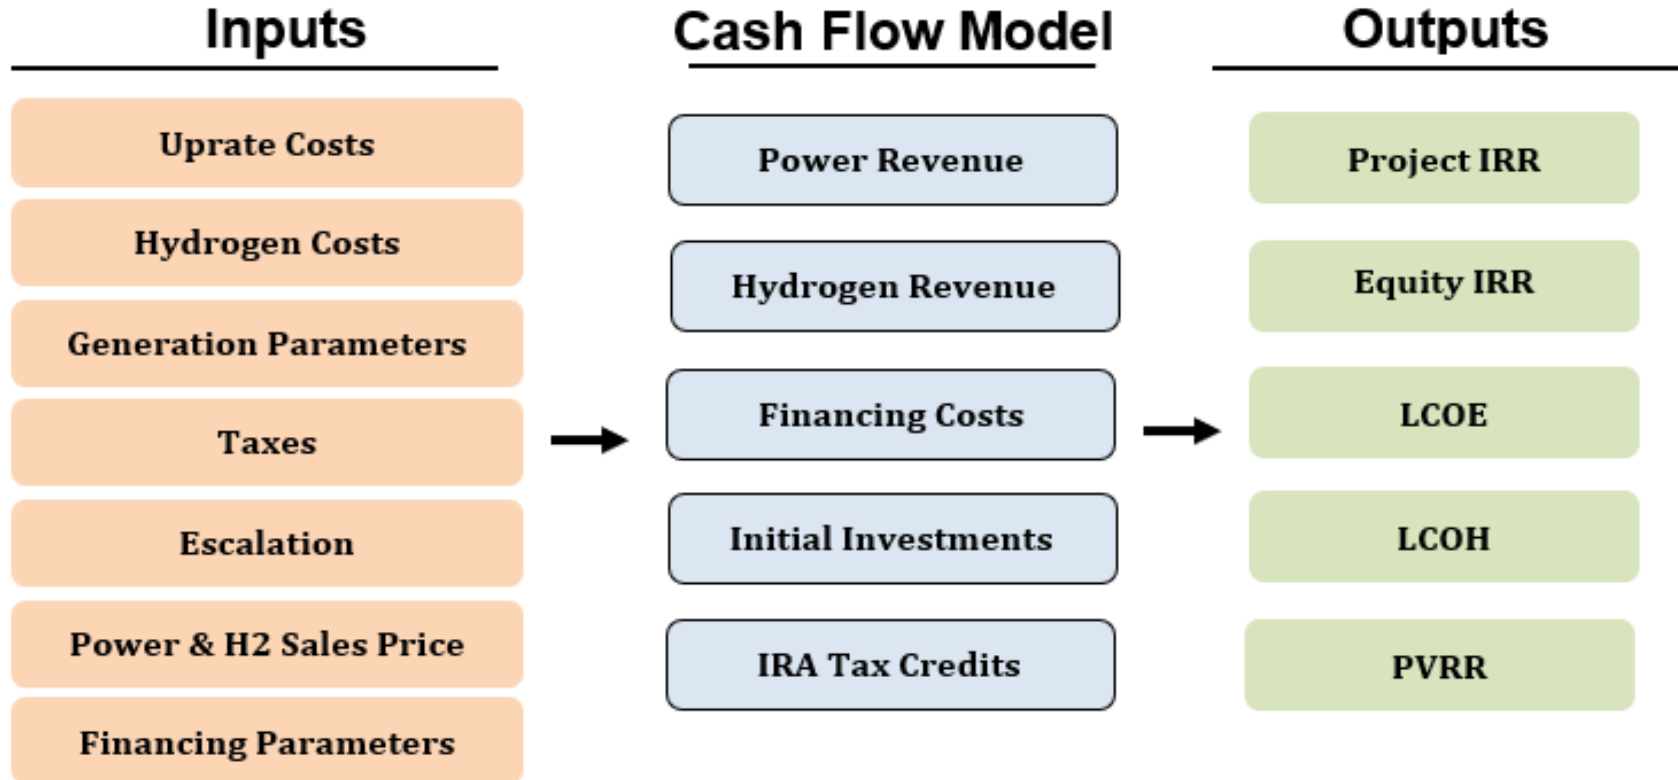 Inputs
Uprate Costs
Hydrogen Costs
Generation Parameters
Taxes
Escalation
Power & H2 Sales Price
Financing Parameters
Cash Flow Model
Power Revenue
Hydrogen Revenue
Financing Costs
Initial Investments
IRA Tax Credits
Outputs
Project IRR
Equity IRR
LCOE
LCOH
PVRR